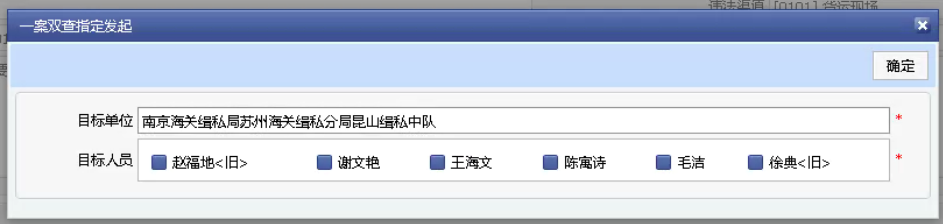 违法渠道 [0101] 货运现场
一案双查指定发起
确定
目标单位 南京海关缉私局苏州海关缉私分局昆山缉私中队 *
目标人员 赵福地<旧> 谢文艳 王海文 陈寓诗 毛洁 徐典<旧> *